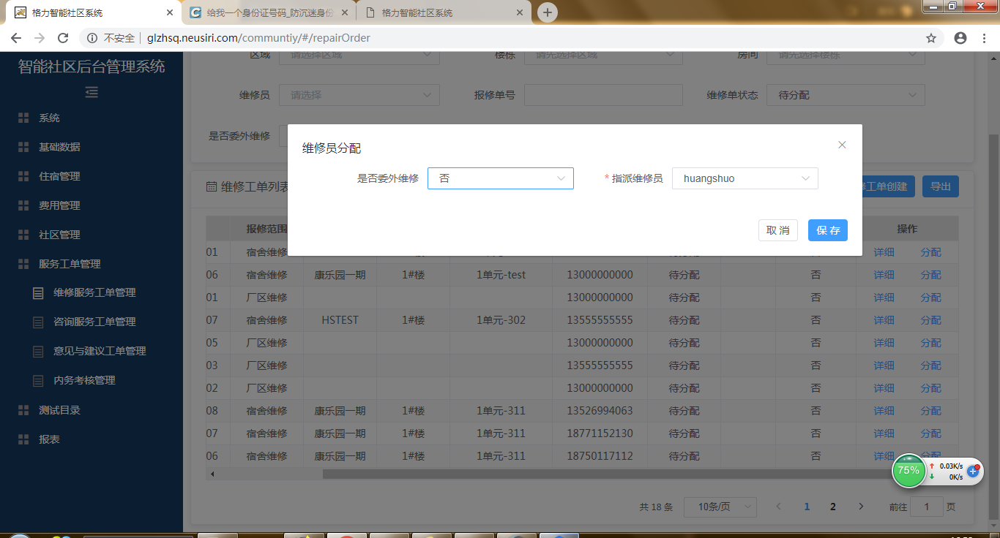 格力智能社区系统
给我一个身份证号码_防沉迷身份
格力智能社区系统
不安全
glzhsq.neusiri.com/communtiy/#/repairOrder
智能社区后台管理系统
系统
基础数据
住宿管理
费用管理
社区管理
服务工单管理
维修服务工单管理
咨询服务工单管理
意见与建议工单管理
内务考核管理
测试目录
报表
区域 请选择区域 楼栋 请先选择区域 房间 请先选择楼栋
维修员 请选择 报修单号 维修单状态 待分配
是否委外维修
维修员分配
是否委外维修 否 * 指派维修员 huangshuo
取 消 保 存
维修工单列表 修工单创建 导出
报修范围 操作
01 宿舍维修 详细 分配
06 宿舍维修 康乐园一期 1#楼 1单元-test 13000000000 待分配 否 详细 分配
01 厂区维修 13000000000 待分配 否 详细 分配
07 宿舍维修 HSTEST 1#楼 1单元-302 13555555555 待分配 否 详细 分配
05 厂区维修 13000000000 待分配 否 详细 分配
03 厂区维修 13555555555 待分配 否 详细 分配
02 厂区维修 13000000000 待分配 否 详细 分配
08 宿舍维修 康乐园一期 1#楼 1单元-311 13526994063 待分配 否 详细 分配
07 宿舍维修 康乐园一期 1#楼 1单元-311 18771152130 待分配 否 详细 分配
06 宿舍维修 康乐园一期 1#楼 1单元-311 18750117112 待分配 否 详细 分配
75% 0.03K/s
0K/s
共 18 条 10条/页 1 2 前往 1 页